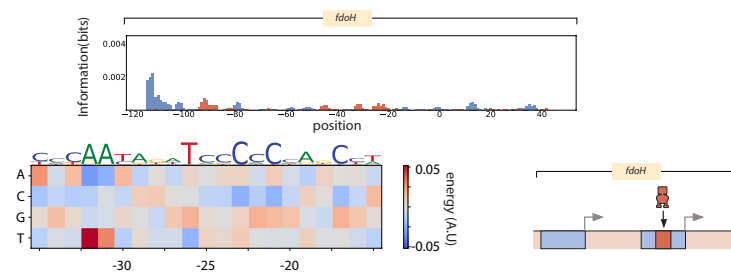 fdoH
Information(bits)
0.004
0.002
−120 −100 −80 −60 −40 −20 0 20 40
position
CCCAATAGATCCCCCCAGCCT
A
C
G
T
-30 -25 -20
0.05
−0.05
energy (A.U)
fdoH